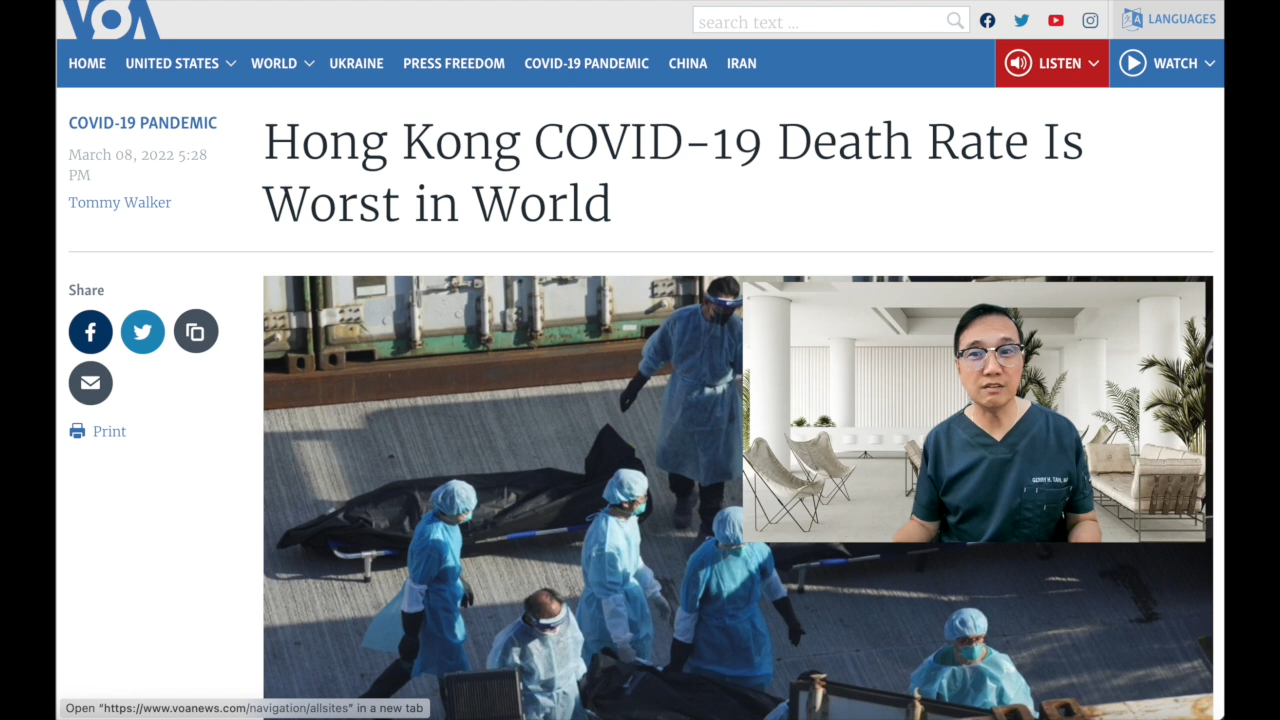 VOA
search text ...
LANGUAGES
HOME UNITED STATES WORLD UKRAINE PRESS FREEDOM COVID-19 PANDEMIC CHINA IRAN LISTEN WATCH
COVID-19 PANDEMIC
March 08, 2022 5:28
PM
Tommy Walker
Hong Kong COVID-19 Death Rate Is
Worst in World
Share
Print
GERRY H. TAN,
Open “https://www.voanews.com/navigation/allsites” in a new tab